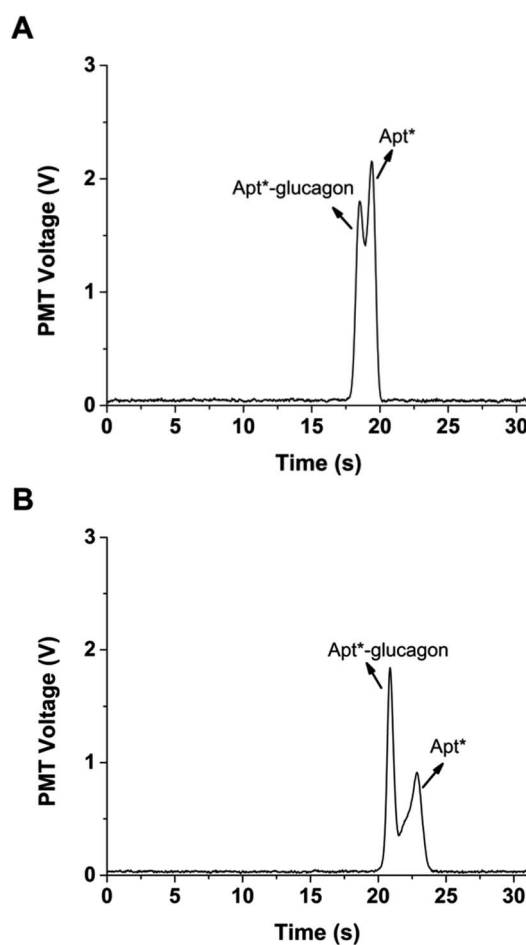 A
3
2
1
0
PMT Voltage (V)
Apt*
Apt*-glucagon
0 5 10 15 20 25 30
Time (s)
B
3
2
1
0
PMT Voltage (V)
Apt*-glucagon
Apt*
0 5 10 15 20 25 30
Time (s)